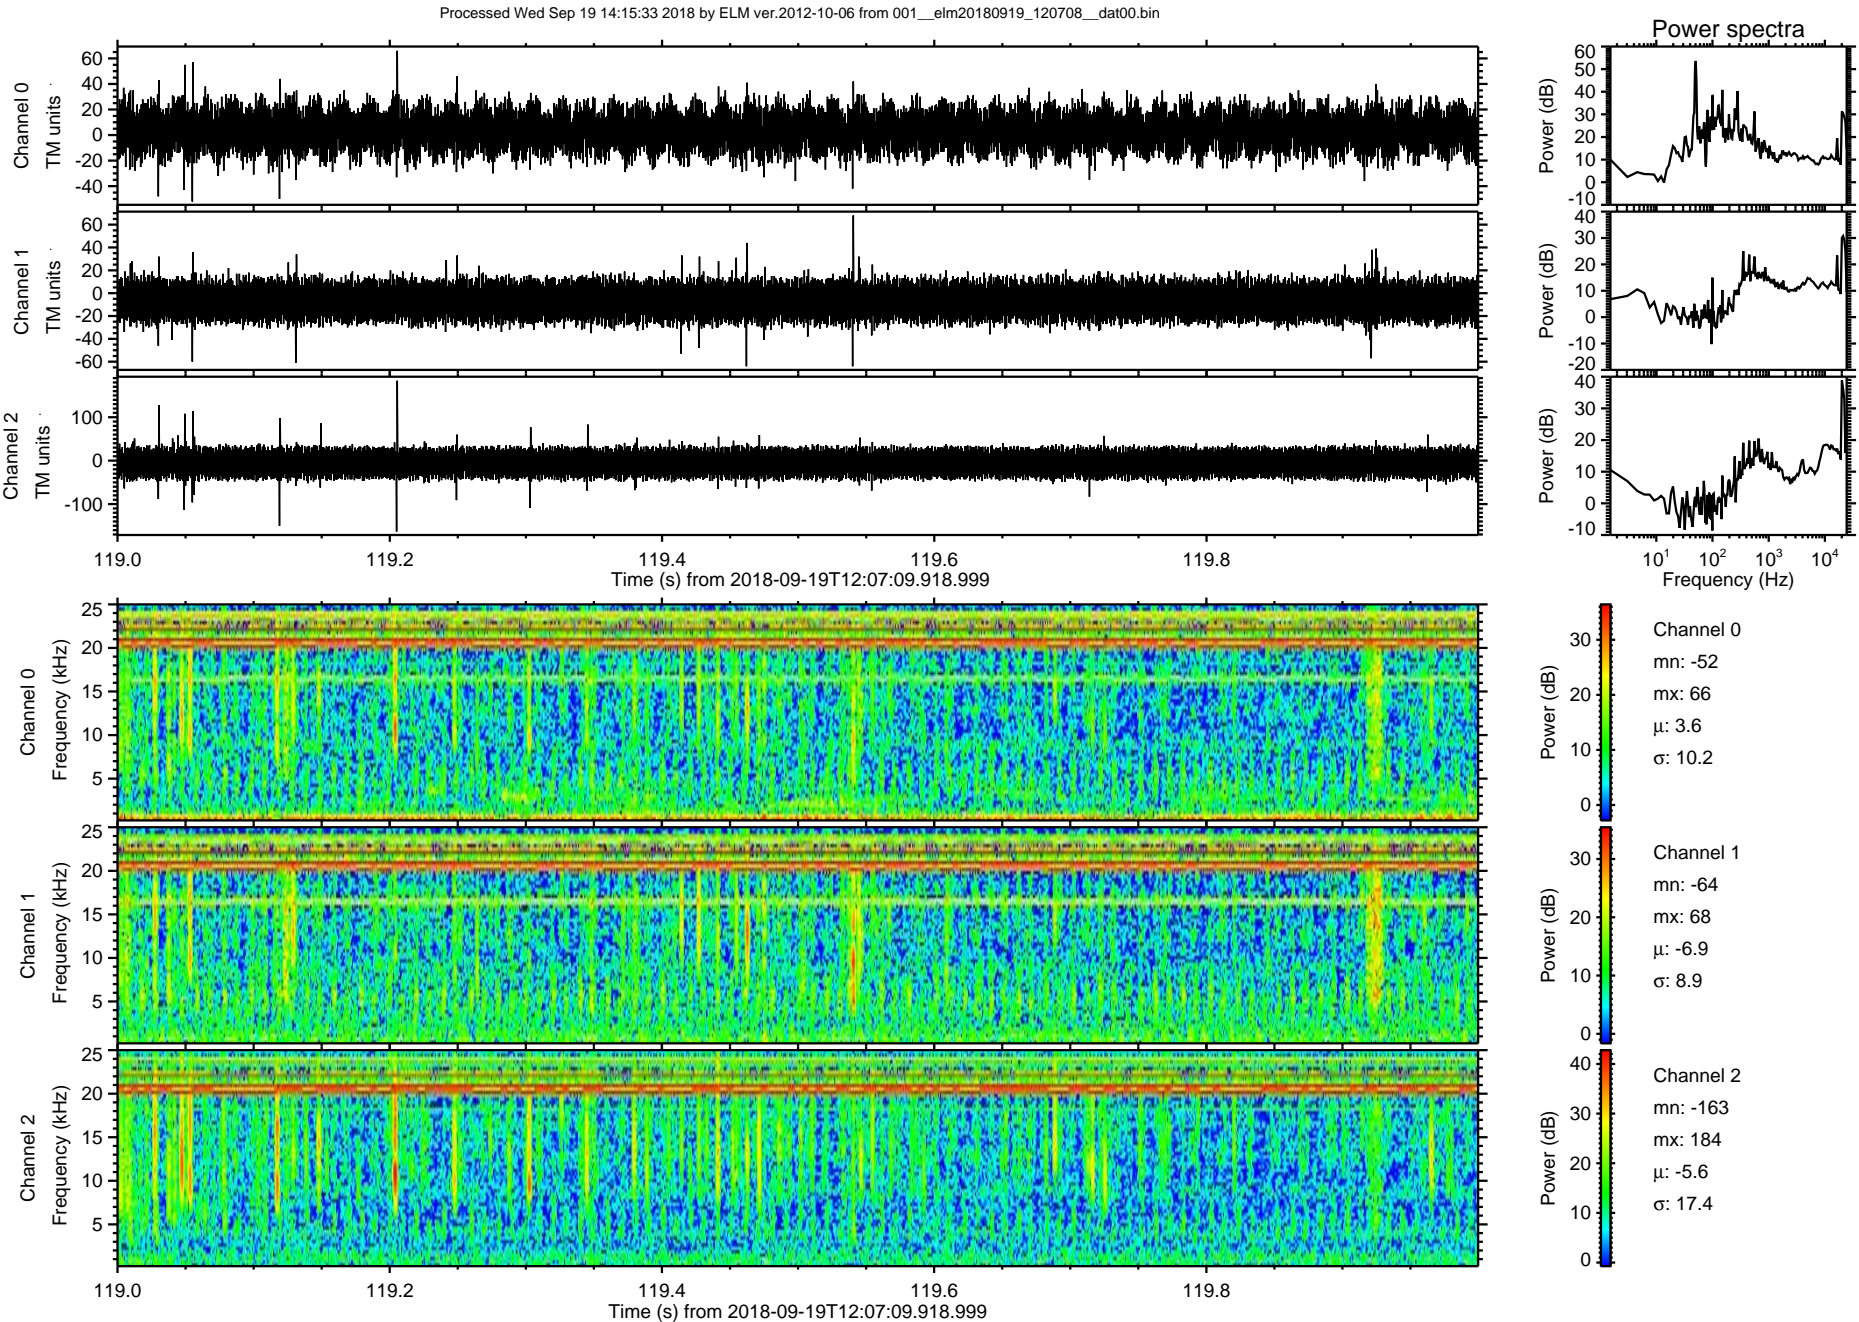 Processed Wed Sep 19 14:15:33 2018 by ELM ver.2012-10-06 from 001__elm20180919_120708__dat00.bin
Power spectra
Channel 0
TM units
60
40
20
0
-20
-40
Power (dB)
60
50
40
30
20
10
0
-10
Channel 1
TM units
60
40
20
0
-20
-40
-60
Power (dB)
40
30
20
10
0
-10
-20
Channel 2
TM units
100
0
-100
Power (dB)
40
30
20
10
0
-10
119.0 119.2 119.4 119.6 119.8
Time (s) from 2018-09-19T12:07:09.918.999
10¹ 10² 10³ 10⁴
Frequency (Hz)
Channel 0
Frequency (kHz)
25
20
15
10
5
Power (dB)
30
20
10
0
Channel 0
mn: -52
mx: 66
μ: 3.6
σ: 10.2
Channel 1
Frequency (kHz)
25
20
15
10
5
Power (dB)
30
20
10
0
Channel 1
mn: -64
mx: 68
μ: -6.9
σ: 8.9
Channel 2
Frequency (kHz)
25
20
15
10
5
Power (dB)
40
30
20
10
0
Channel 2
mn: -163
mx: 184
μ: -5.6
σ: 17.4
119.0 119.2 119.4 119.6 119.8
Time (s) from 2018-09-19T12:07:09.918.999